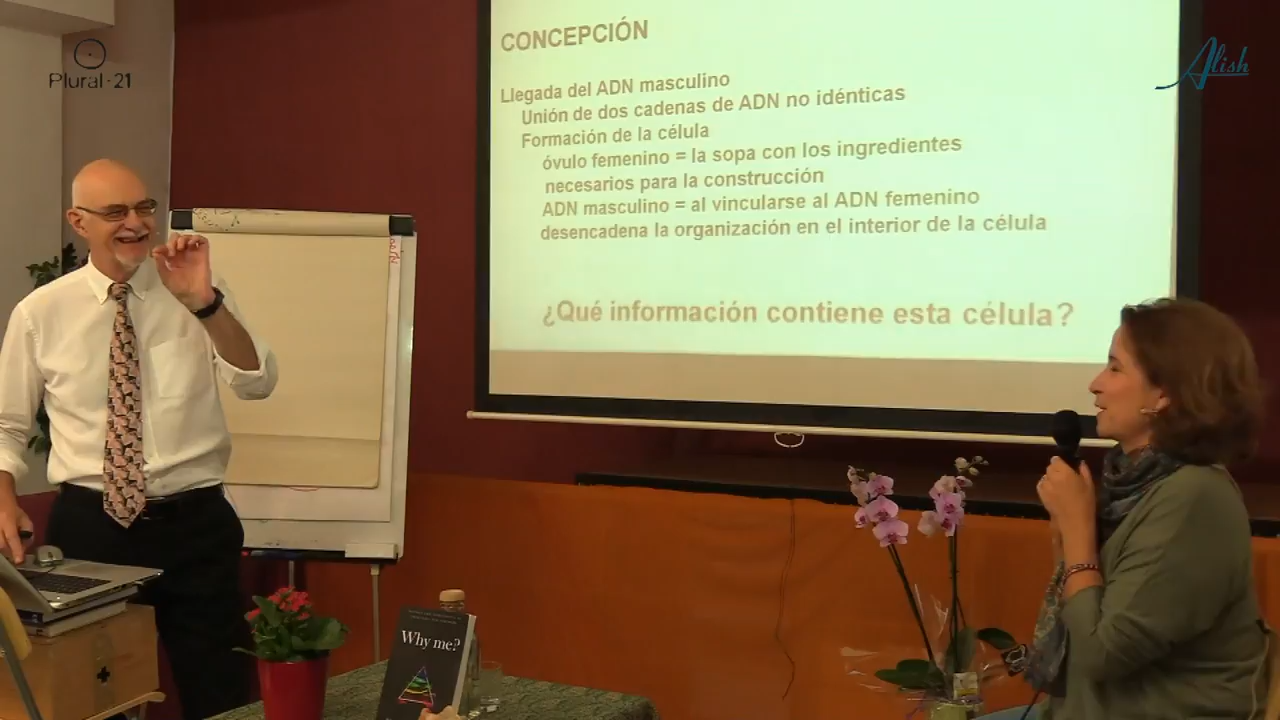 Plural-21
Alish
CONCEPCIÓN
Llegada del ADN masculino
Unión de dos cadenas de ADN no idénticas
Formación de la célula
óvulo femenino = la sopa con los ingredientes
necesarios para la construcción
ADN masculino = al vincularse al ADN femenino
desencadena la organización en el interior de la célula
¿Qué información contiene esta célula?
Why me?